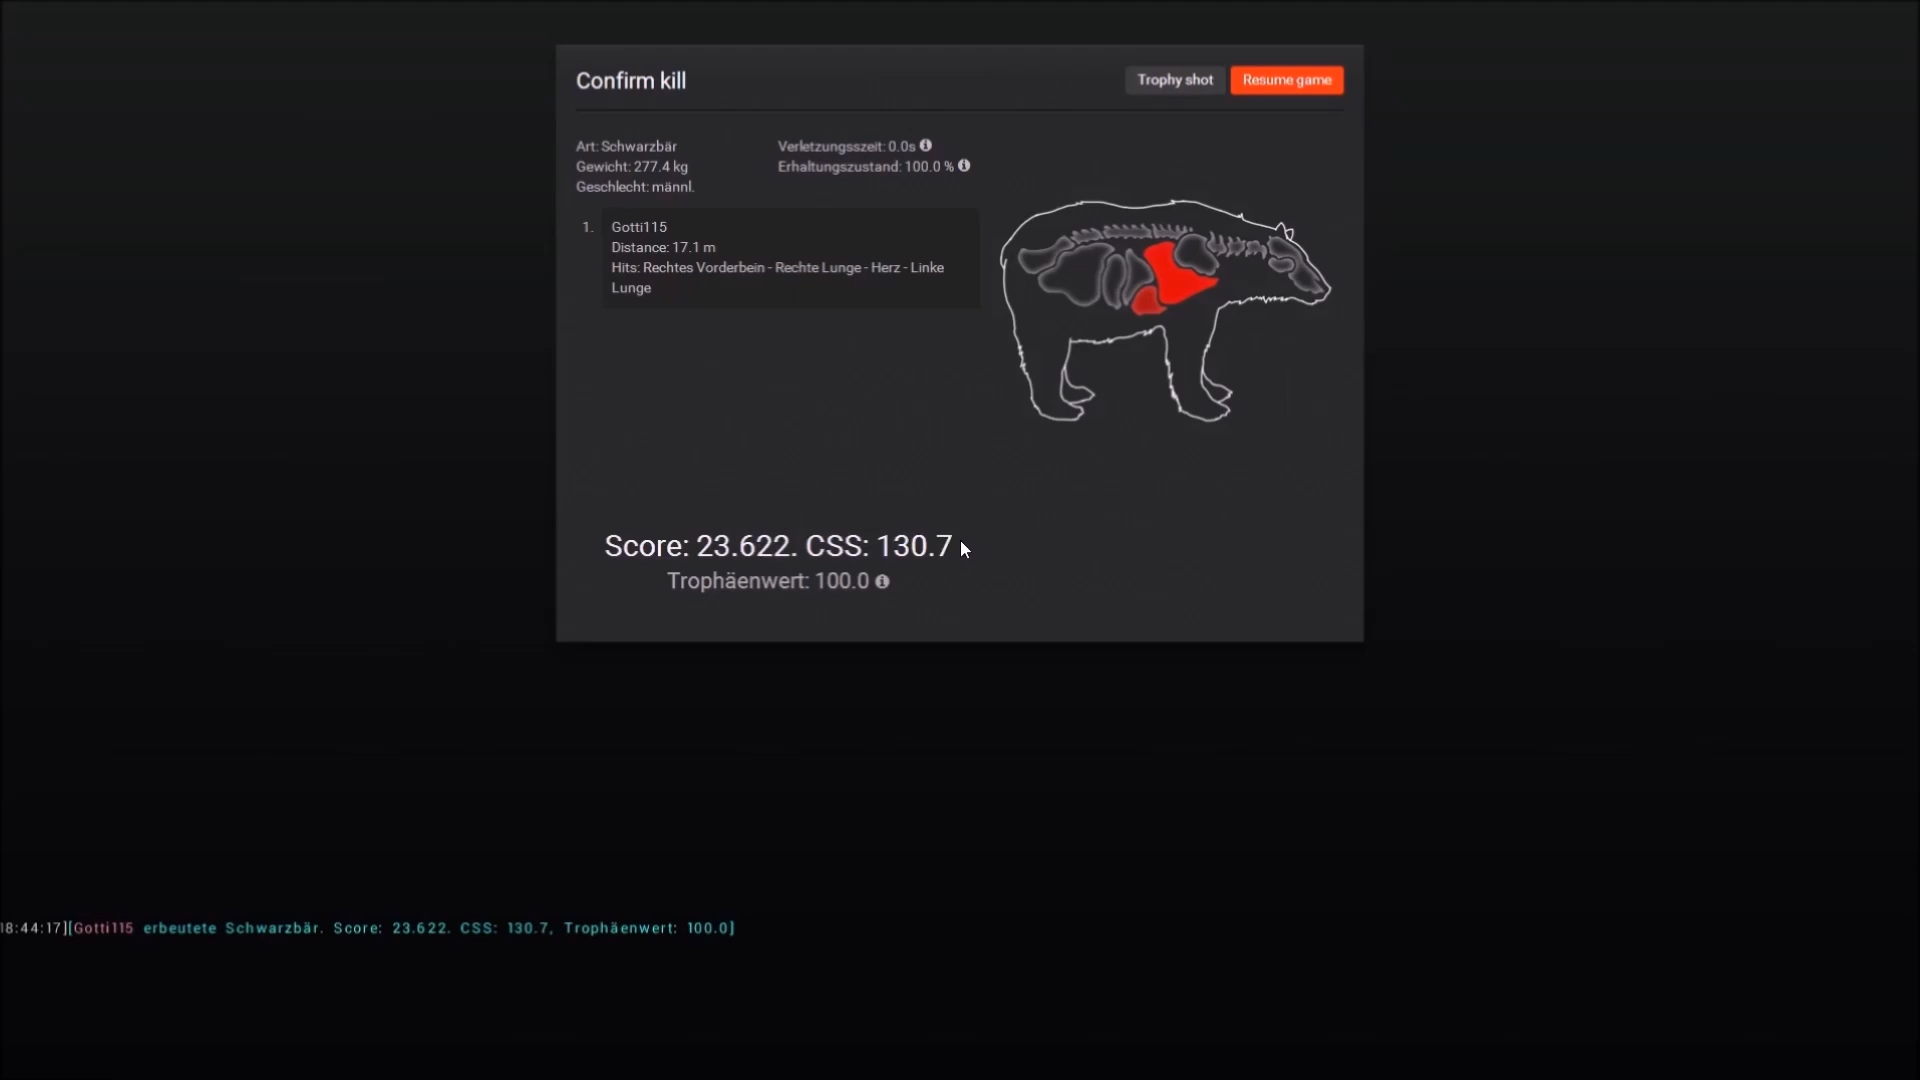 Confirm kill
Trophy shot
Resume game
Art: Schwarzbär
Gewicht: 277.4 kg
Geschlecht: männl.
Verletzungsszeit: 0.0s
Erhaltungszustand: 100.0 %
1.
Gotti115
Distance: 17.1 m
Hits: Rechtes Vorderbein - Rechte Lunge - Herz - Linke
Lunge
Score: 23.622. CSS: 130.7
Trophäenwert: 100.0
18:44:17][Gotti115 erbeutete Schwarzbär. Score: 23.622. CSS: 130.7, Trophäenwert: 100.0]